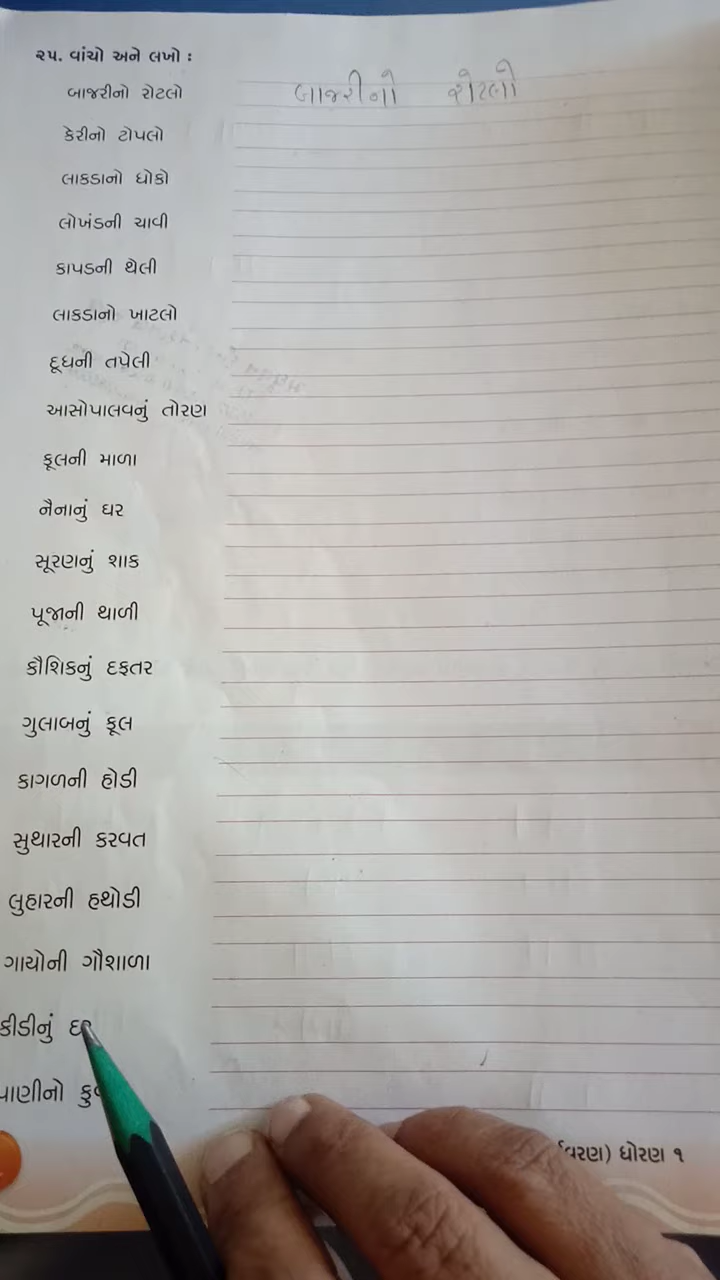 ૨૫. વાંચો અને લખો :
બાજરીનો રોટલો બાજરીનો રોટલો
કેરીનો ટોપલો
લાકડાનો ધોકો
લોખંડની ચાવી
કાપડની થેલી
લાકડાનો ખાટલો
દૂધની તપેલી
આસોપાલવનું તોરણ
ફૂલની માળા
નૈનાનું ઘર
સૂરણનું શાક
પૂજાની થાળી
કૌશિકનું દફતર
ગુલાબનું ફૂલ
કાગળની હોડી
સુથારની કરવત
લુહારની હથોડી
ગાયોની ગૌશાળા
કીડીનું
પાણીનો
ધોરણ ૧